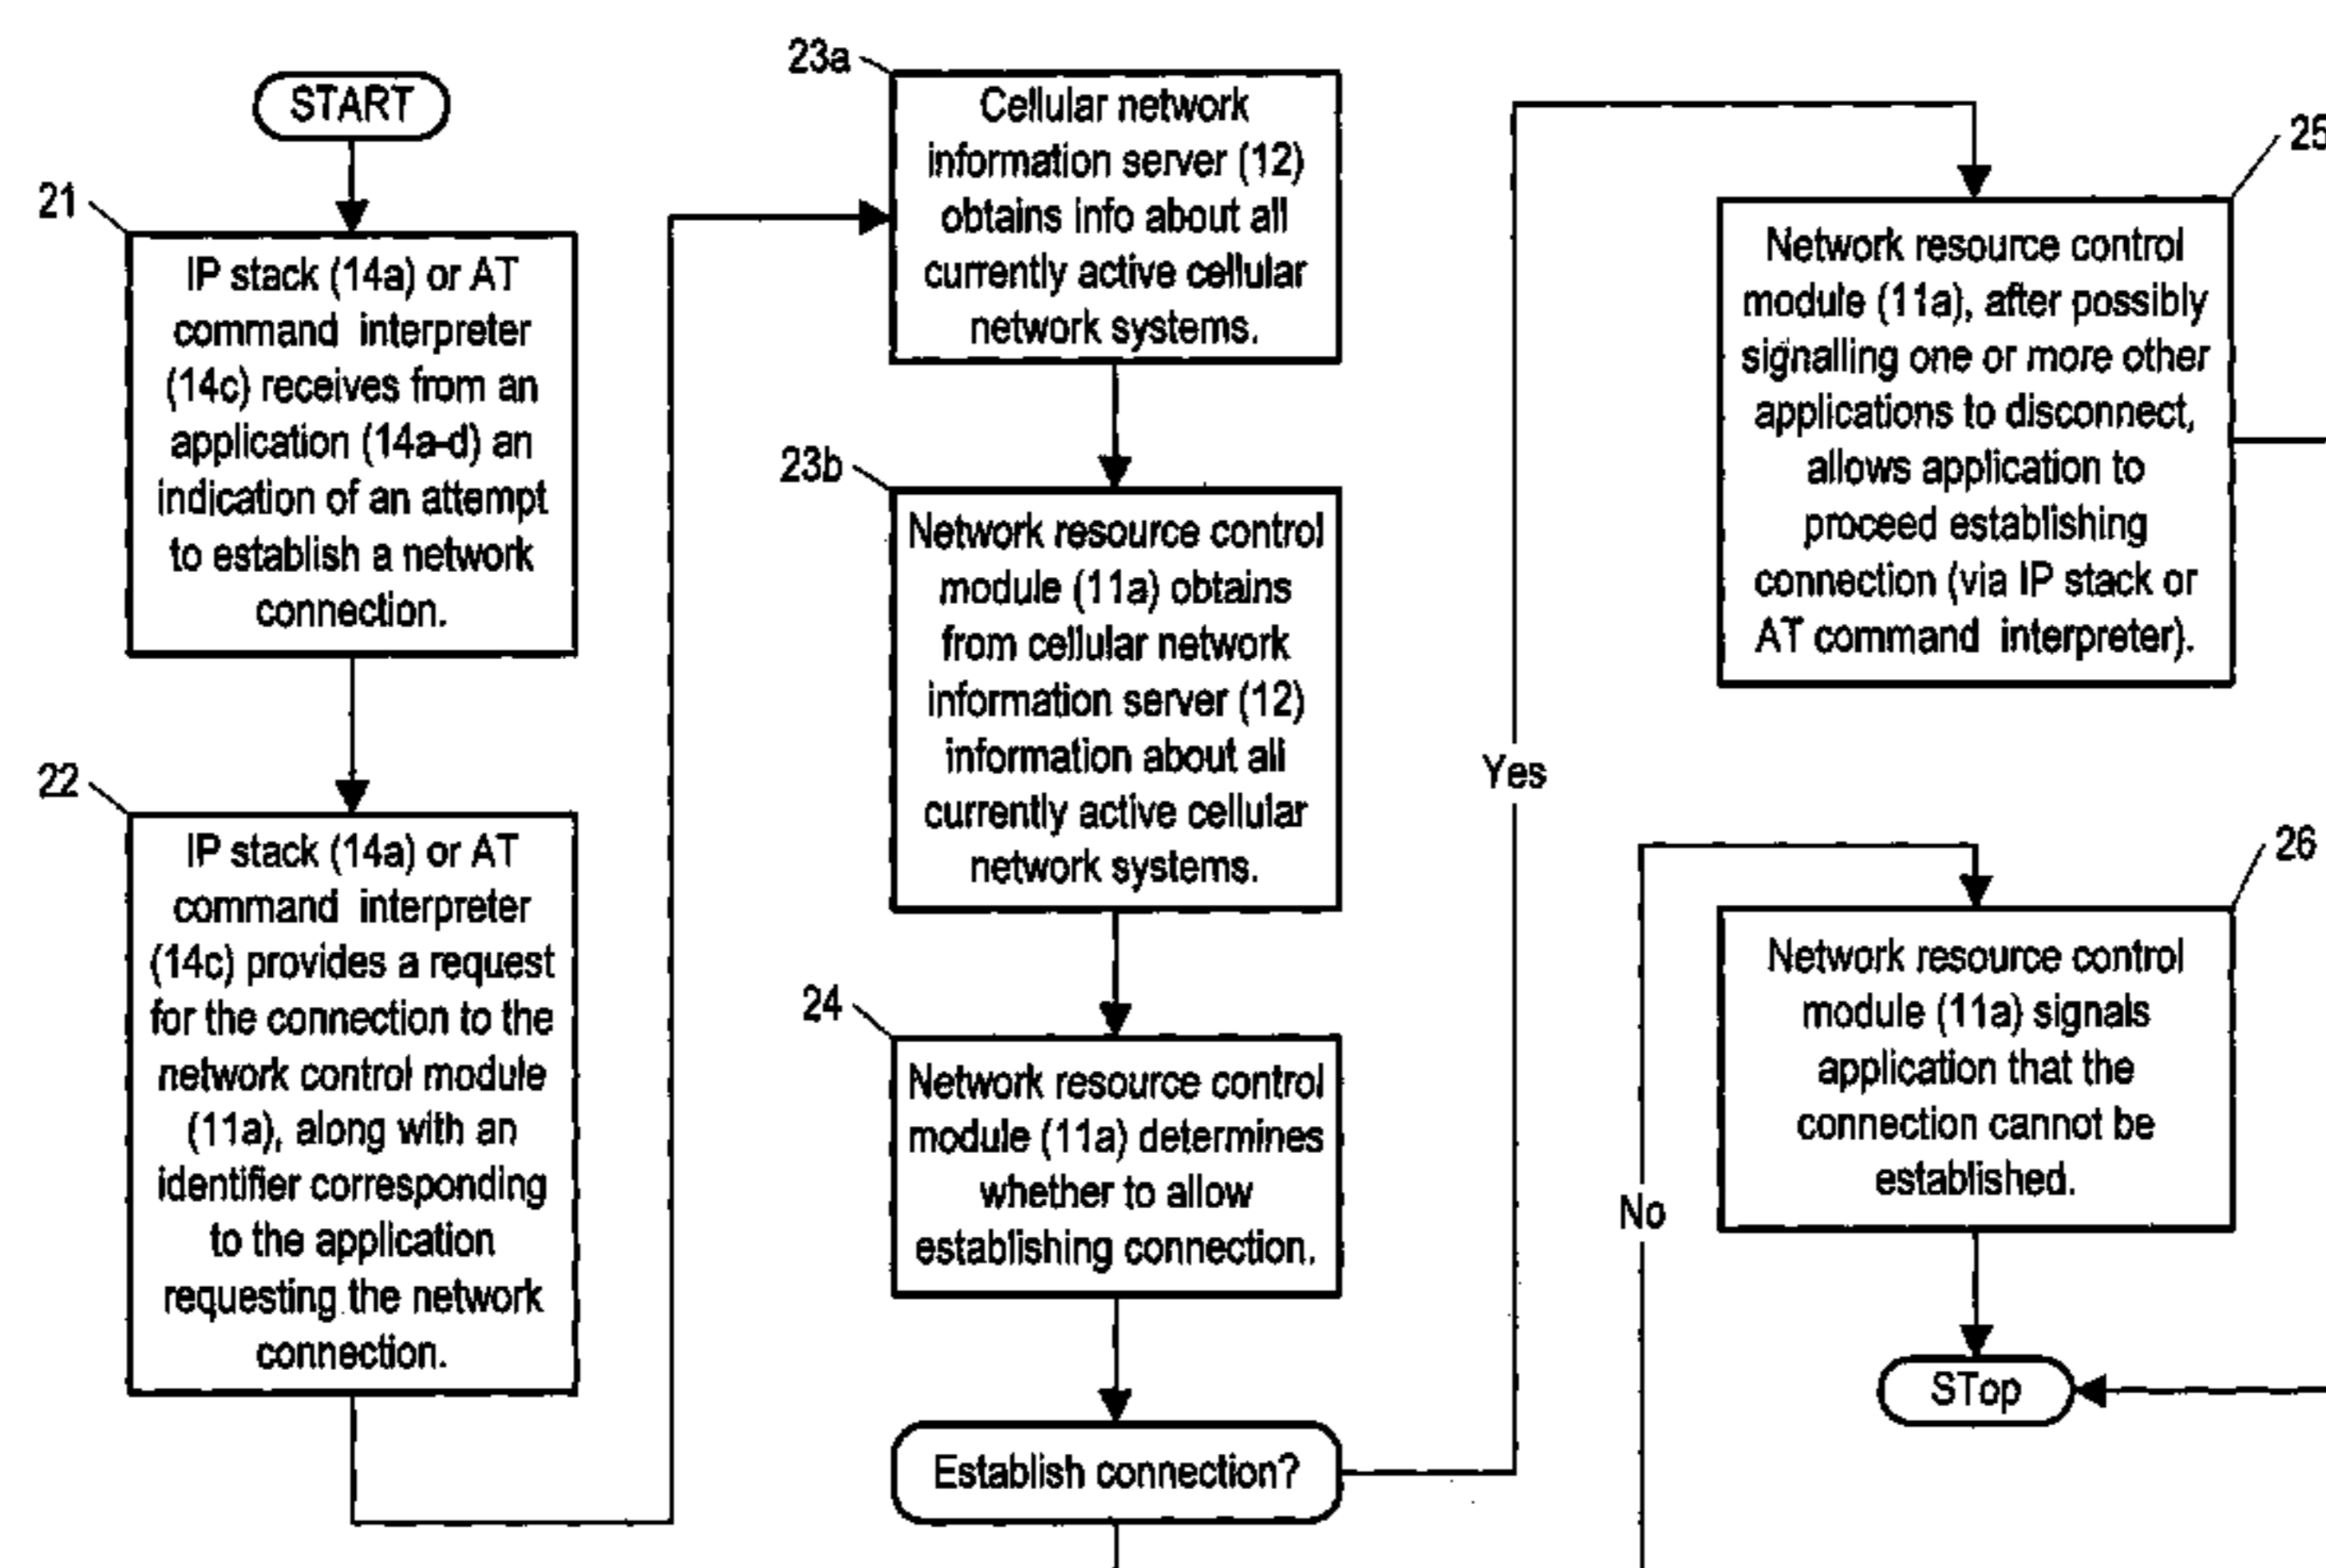 START
21
IP stack (14a) or AT
command interpreter
(14c) receives from an
application (14a-d) an
indication of an attempt
to establish a network
connection.
22
IP stack (14a) or AT
command interpreter
(14c) provides a request
for the connection to the
network control module
(11a), along with an
identifier corresponding
to the application
requesting the network
connection.
23a
Cellular network
information server (12)
obtains info about all
currently active cellular
network systems.
23b
Network resource control
module (11a) obtains
from cellular network
information server (12)
information about all
currently active cellular
network systems.
24
Network resource control
module (11a) determines
whether to allow
establishing connection.
Establish connection?
Yes
No
25
Network resource control
module (11a), after possibly
signalling one or more other
applications to disconnect,
allows application to
proceed establishing
connection (via IP stack or
AT command interpreter).
26
Network resource control
module (11a) signals
application that the
connection cannot be
established.
STop